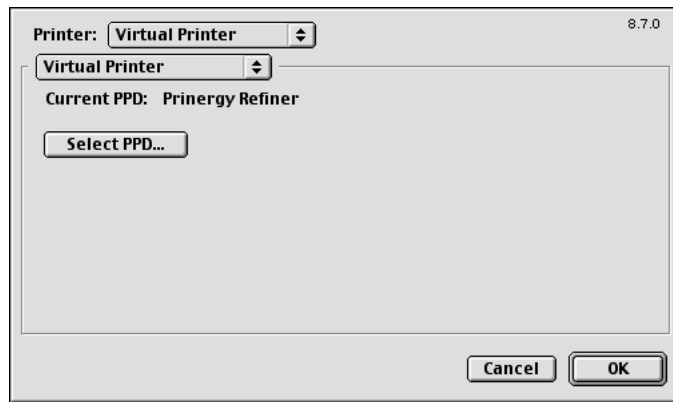 8.7.0
Printer: Virtual Printer
Virtual Printer
Current PPD: Prinergy Refiner
Select PPD...
Cancel OK